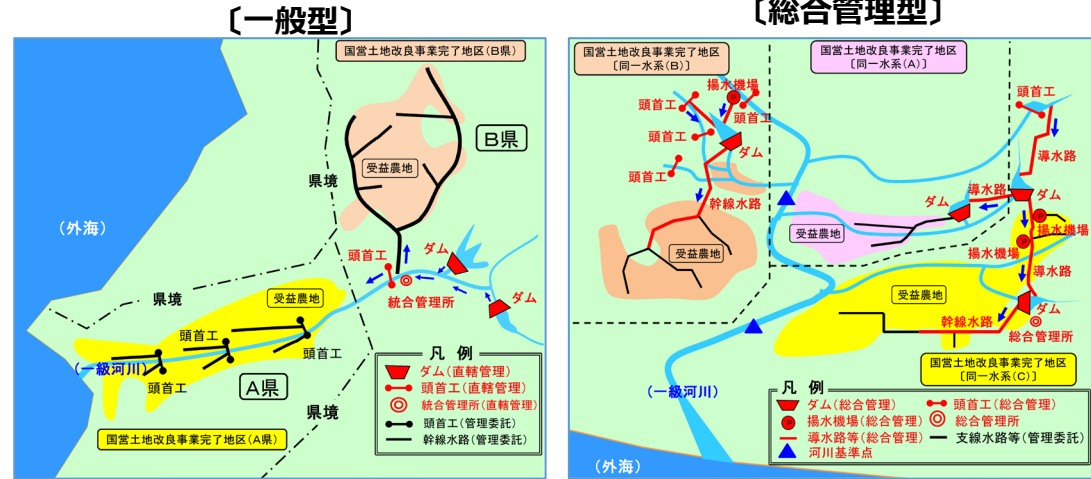 〔一般型〕
国営土地改良事業完了地区(B県)
B県
受益農地
県境
(外海)
頭首工
ダム
統合管理所
ダム
県境
受益農地
頭首工
頭首工
(一級河川)
頭首工
A県
県境
国営土地改良事業完了地区(A県)
凡 例
ダム(直轄管理)
頭首工(直轄管理)
統合管理所(直轄管理)
頭首工(管理委託)
幹線水路(管理委託)
〔総合管理型〕
国営土地改良事業完了地区
〔同一水系(B)〕
国営土地改良事業完了地区
〔同一水系(A)〕
揚水機場
P
頭首工
頭首工
頭首工
頭首工
ダム
頭首工
導水路
幹線水路
導水路
ダム
ダム
P
揚水機場
受益農地
受益農地
P
揚水機場
導水路
受益農地
ダム
幹線水路
総合管理所
国営土地改良事業完了地区
〔同一水系(C)〕
(一級河川)
(外海)
凡 例
ダム(総合管理)
頭首工(総合管理)
P
揚水機場(総合管理)
総合管理所
導水路等(総合管理)
支線水路等(管理委託)
河川基準点